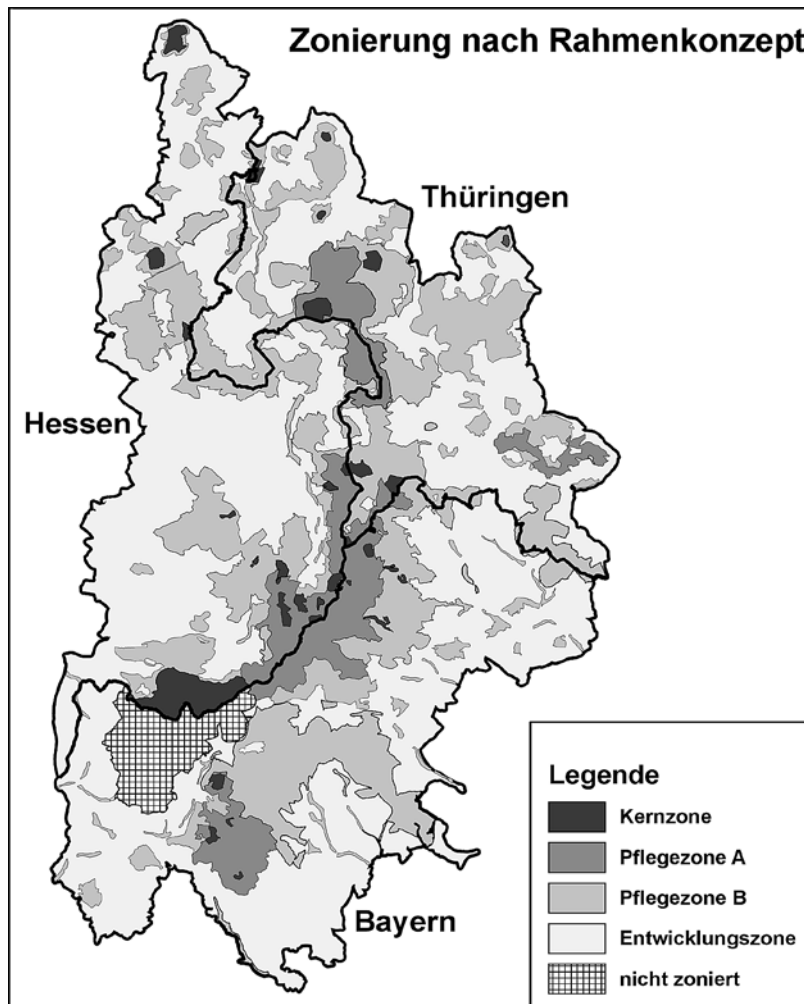 Zonierung nach Rahmenkonzept
Thüringen
Hessen
Bayern
Legende
Kernzone
Pflegezone A
Pflegezone B
Entwicklungszone
nicht zoniert